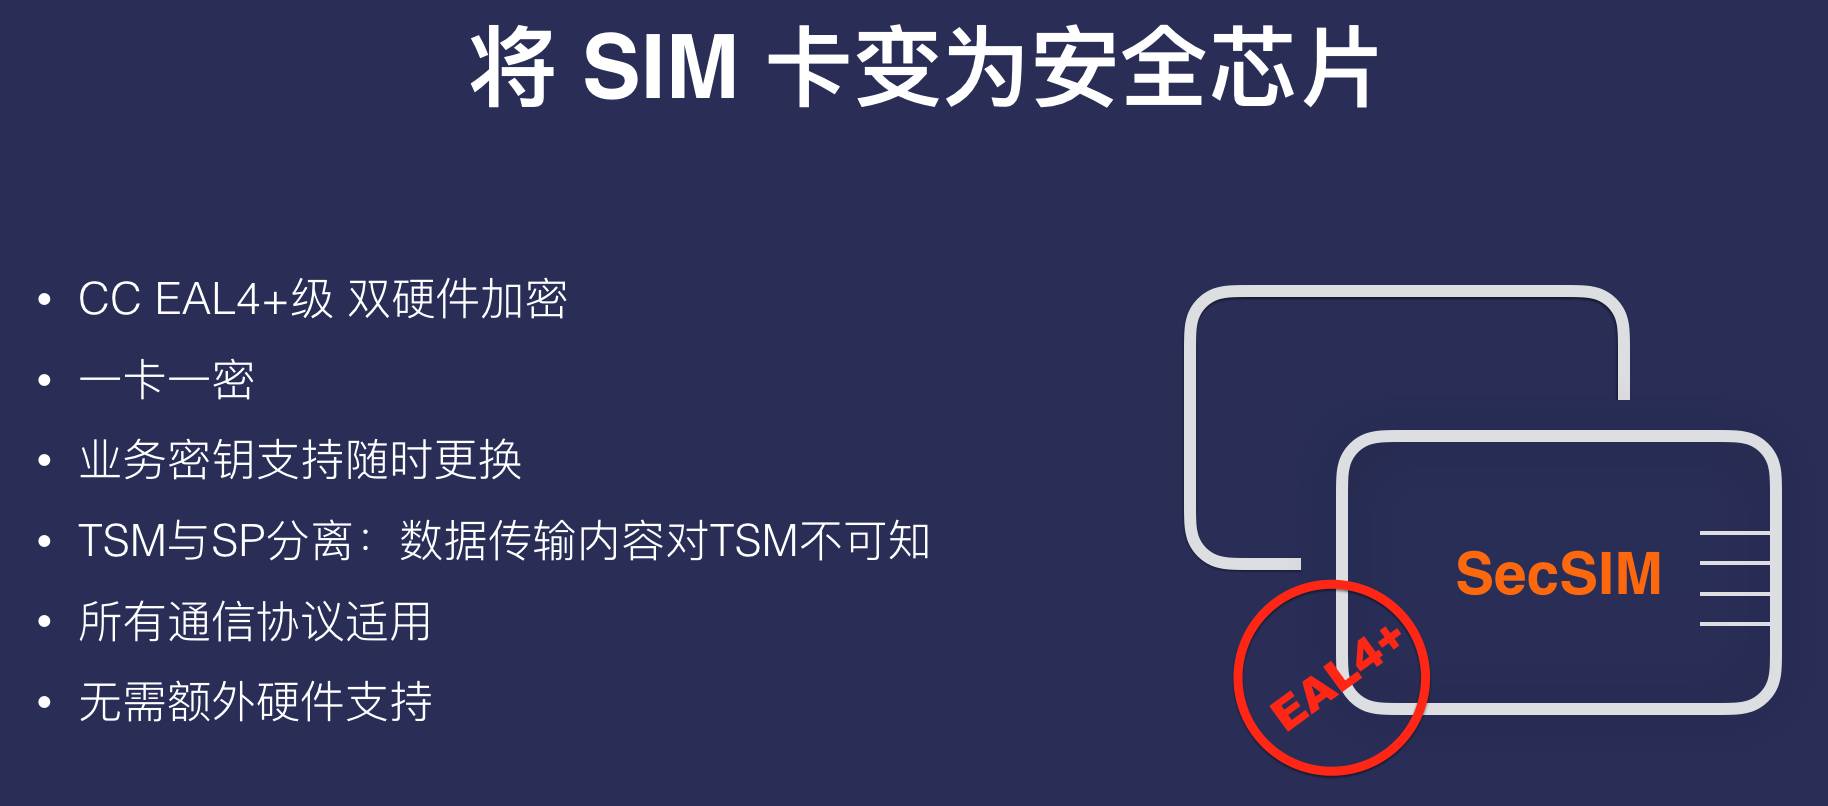 将 SIM 卡变为安全芯片
• CC EAL4+级 双硬件加密
• 一卡一密
• 业务密钥支持随时更换
• TSM与SP分离：数据传输内容对TSM不可知
• 所有通信协议适用
• 无需额外硬件支持
SecSIM
EAL4+